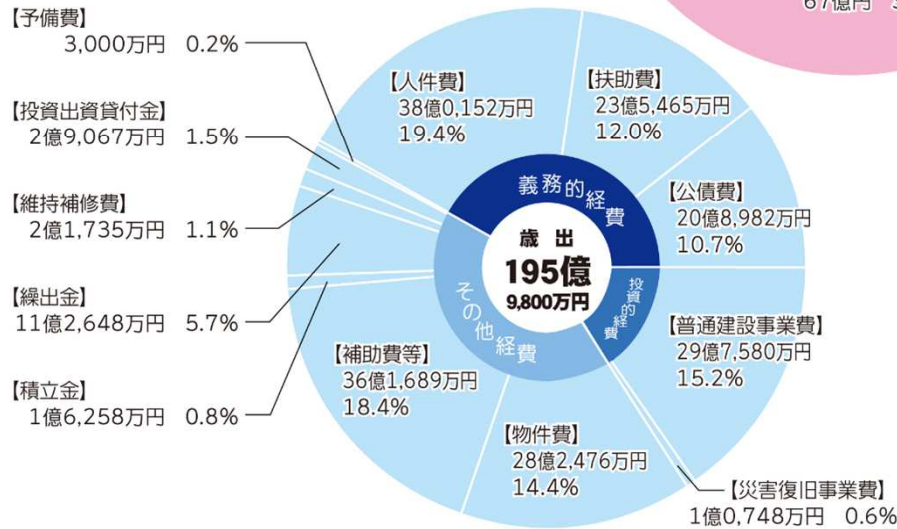 67億円
【予備費】
3,000万円 0.2%
【投資出資貸付金】
2億9,067万円 1.5%
【維持補修費】
2億1,735万円 1.1%
【繰出金】
11億2,648万円 5.7%
【積立金】
1億6,258万円 0.8%
【人件費】
38億0,152万円
19.4%
【扶助費】
23億5,465万円
12.0%
【公債費】
20億8,982万円
10.7%
【普通建設事業費】
29億7,580万円
15.2%
【災害復旧事業費】
1億0,748万円 0.6%
【物件費】
28億2,476万円
14.4%
【補助費等】
36億1,689万円
18.4%
義務的経費
投資的経費
その他経費
歳出
195億
9,800万円